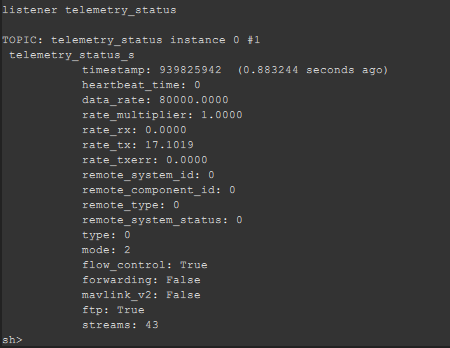 listener telemetry_status
TOPIC: telemetry_status instance 0 #1
telemetry_status_s
timestamp: 939825942 (0.883244 seconds ago)
heartbeat_time: 0
data_rate: 80000.0000
rate_multiplier: 1.0000
rate_rx: 0.0000
rate_tx: 17.1019
rate_txerr: 0.0000
remote_system_id: 0
remote_component_id: 0
remote_type: 0
remote_system_status: 0
type: 0
mode: 2
flow_control: True
forwarding: False
mavlink_v2: False
ftp: True
streams: 43
sh>